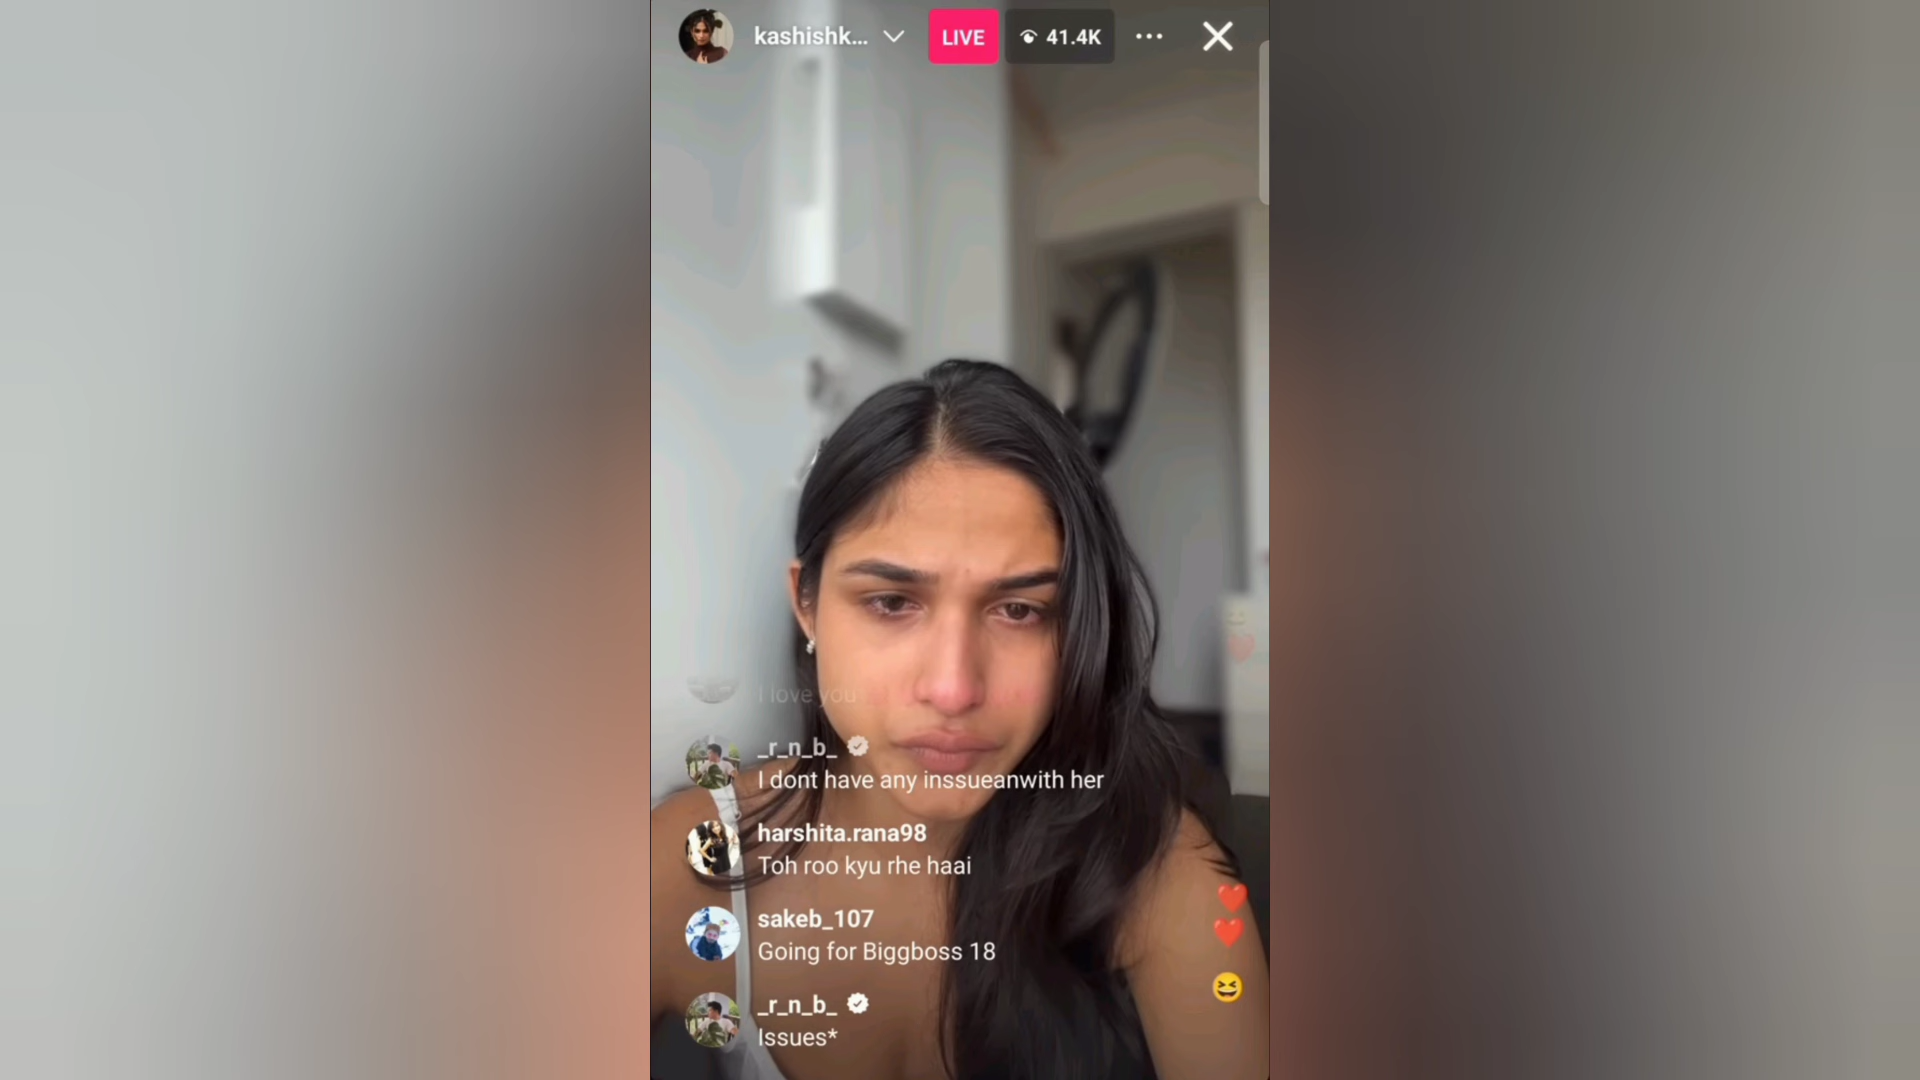 kashishk...
LIVE
41.4K
I love you
_r_n_b_
I dont have any inssueanwith her
harshita.rana98
Toh roo kyu rhe haai
sakeb_107
Going for Biggboss 18
_r_n_b_
Issues*